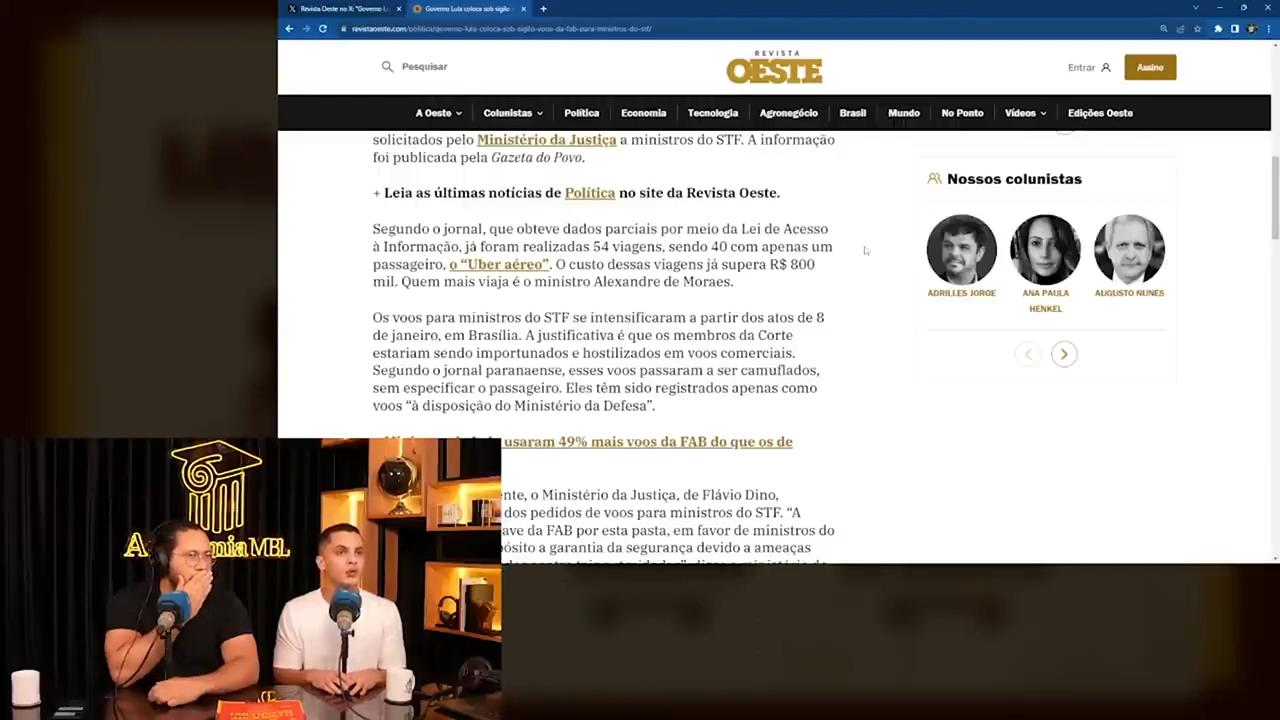 Revista Oeste no X: "Governo L
Governo Lula coloca sob sigilo
revistaoeste.com/politica/governo-lula-coloca-sob-sigilo-voos-da-fab-para-ministros-do-stf/
Pesquisar
REVISTA
OESTE
Entrar
Assine
A Oeste
Colunistas
Política
Economia
Tecnologia
Agronegócio
Brasil
Mundo
No Ponto
Vídeos
Edições Oeste
solicitados pelo Ministério da Justiça a ministros do STF. A informação
foi publicada pela Gazeta do Povo.
+ Leia as últimas notícias de Política no site da Revista Oeste.
Segundo o jornal, que obteve dados parciais por meio da Lei de Acesso
à Informação, já foram realizadas 54 viagens, sendo 40 com apenas um
passageiro, o “Uber aéreo”. O custo dessas viagens já supera R$ 800
mil. Quem mais viaja é o ministro Alexandre de Moraes.
Os voos para ministros do STF se intensificaram a partir dos atos de 8
de janeiro, em Brasília. A justificativa é que os membros da Corte
estariam sendo importunados e hostilizados em voos comerciais.
Segundo o jornal paranaense, esses voos passaram a ser camuflados,
sem especificar o passageiro. Eles têm sido registrados apenas como
voos “à disposição do Ministério da Defesa”.
usaram 49% mais voos da FAB do que os de
nte, o Ministério da Justiça, de Flávio Dino,
dos pedidos de voos para ministros do STF. “A
ave da FAB por esta pasta, em favor de ministros do
pósito a garantia da segurança devido a ameaças
Nossos colunistas
ADRILLES JORGE
ANA PAULA
HENKEL
AUGUSTO NUNES
MBL